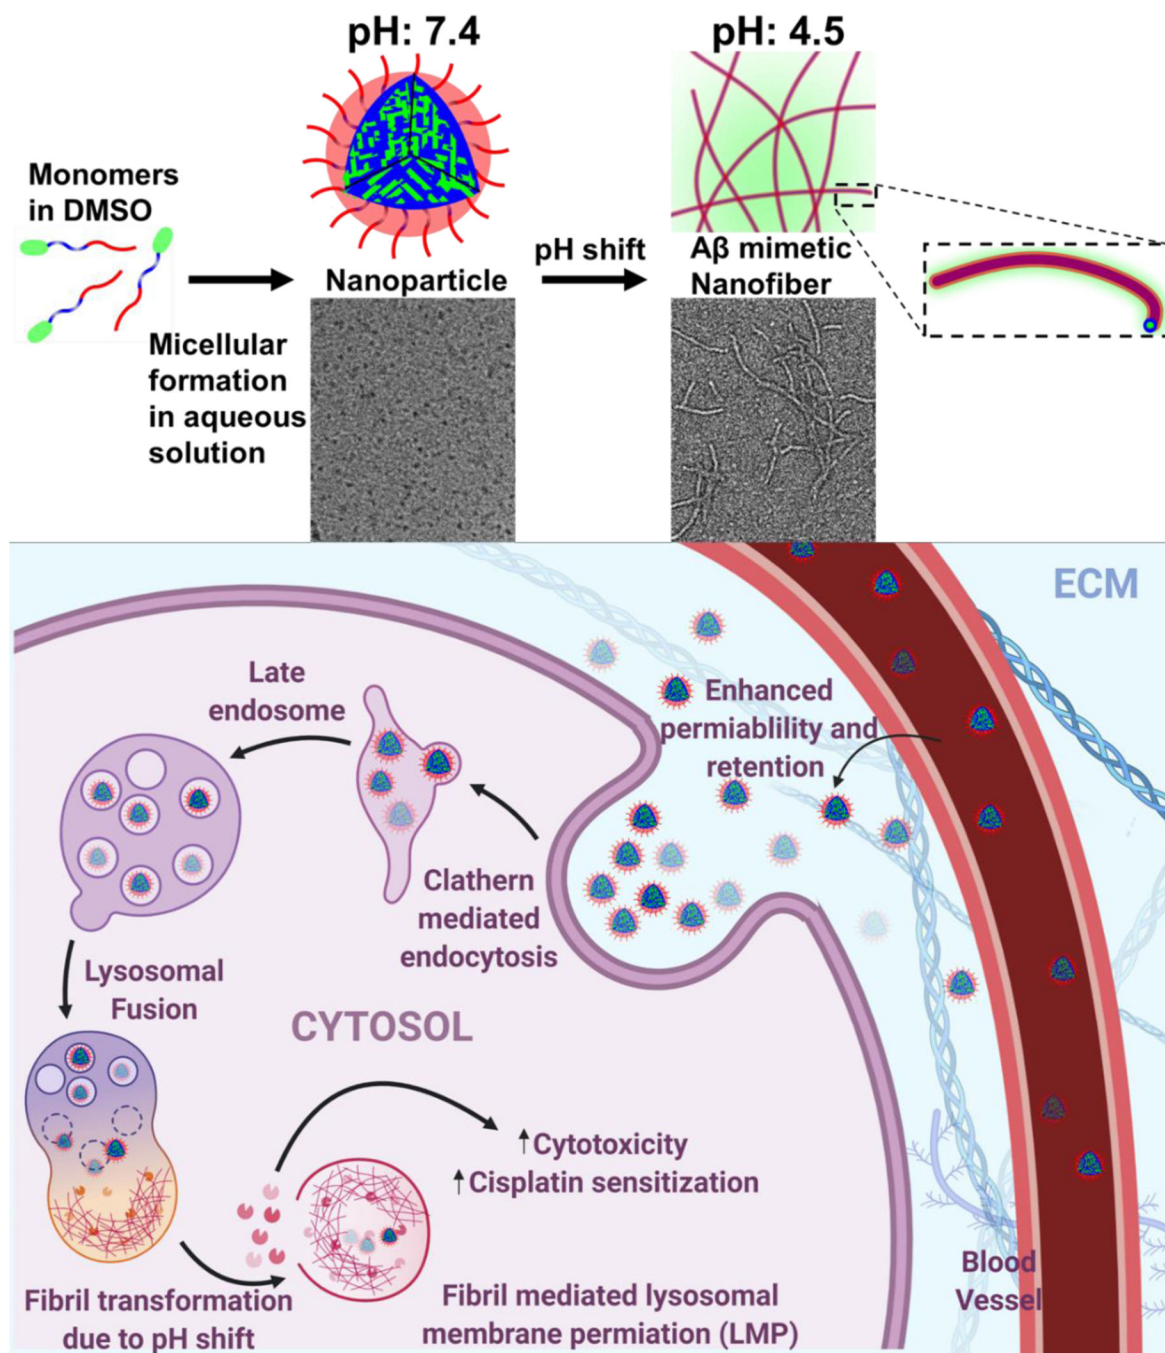 pH: 7.4
pH: 4.5
Monomers
in DMSO
Nanoparticle
pH shift
Aβ mimetic
Nanofiber
Micellular
formation
in aqueous
solution
ECM
Late
endosome
Enhanced
permiablility and
retention
Clathern
mediated
endocytosis
Lysosomal
Fusion
CYTOSOL
↑Cytotoxicity
↑Cisplatin sensitization
Fibril transformation
due to pH shift
Fibril mediated lysosomal
membrane permiation (LMP)
Blood
Vessel